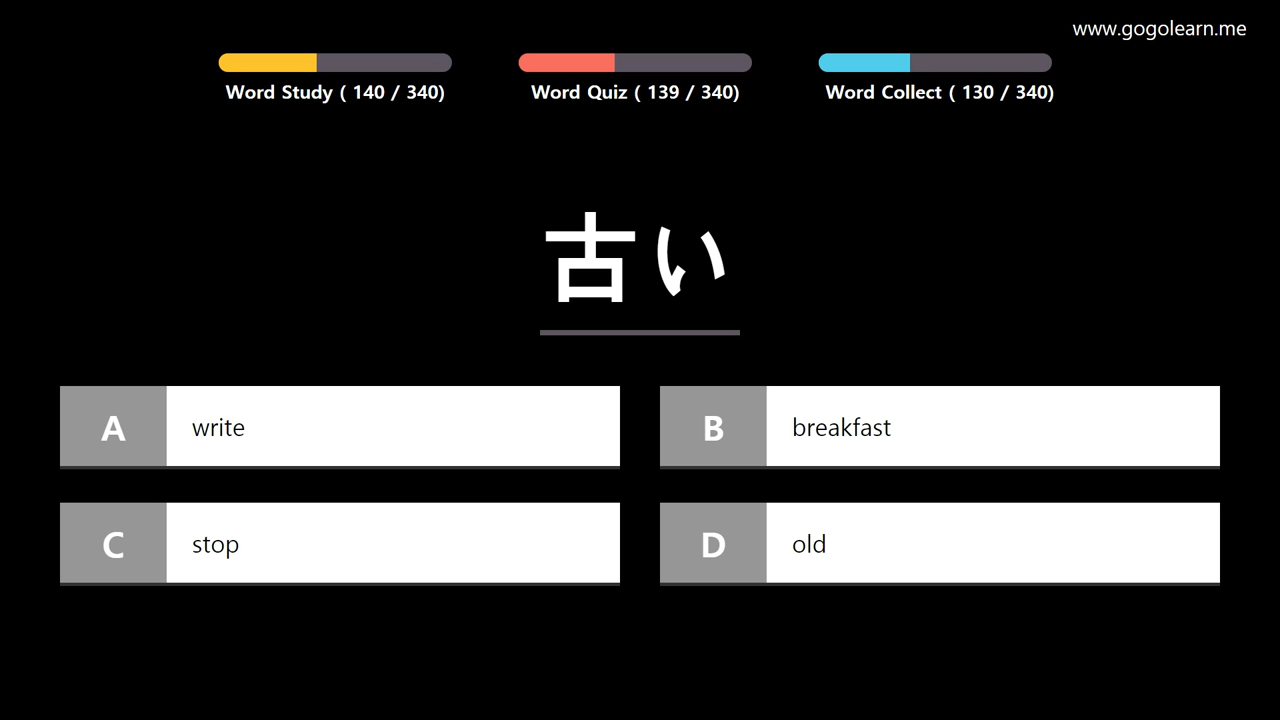 www.gogolearn.me
Word Study ( 140 / 340)
Word Quiz ( 139 / 340)
Word Collect ( 130 / 340)
古い
A write
B breakfast
C stop
D old